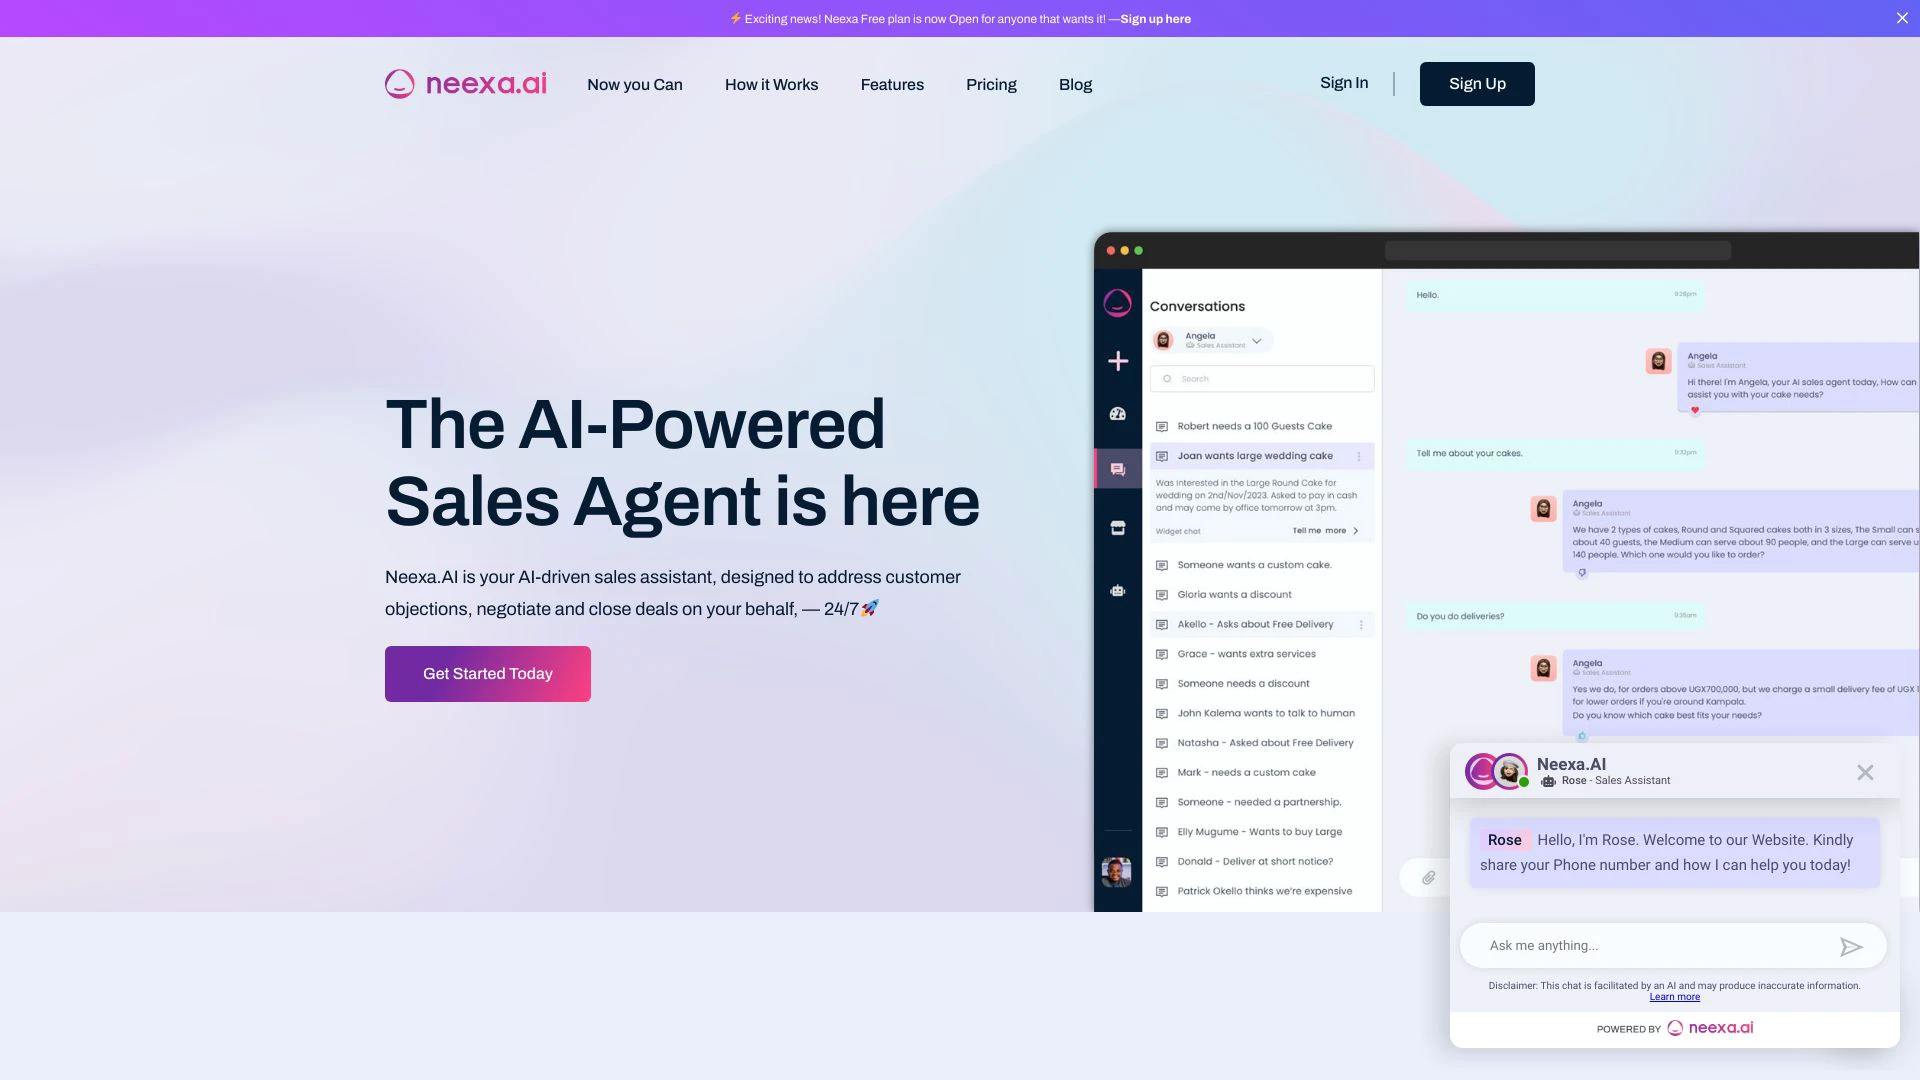 ⚡ Exciting news! Neexa Free plan is now Open for anyone that wants it! —Sign up here
neexa.ai
Now you Can
How it Works
Features
Pricing
Blog
Sign In
Sign Up
The AI-Powered
Sales Agent is here
Neexa.AI is your AI-driven sales assistant, designed to address customer
objections, negotiate and close deals on your behalf, — 24/7🚀
Get Started Today
Conversations
Angela
Sales Assistant
Search
Robert needs a 100 Guests Cake
Joan wants large wedding cake
Was Interested in the Large Round Cake for
wedding on 2nd/Nov/2023. Asked to pay in cash
and may come by office tomorrow at 3pm.
Widget chat
Tell me more
Someone wants a custom cake.
Gloria wants a discount
Akello - Asks about Free Delivery
Grace - wants extra services
Someone needs a discount
John Kalema wants to talk to human
Natasha - Asked about Free Delivery
Mark - needs a custom cake
Someone - needed a partnership.
Elly Mugume - Wants to buy Large
Donald - Deliver at short notice?
Patrick Okello thinks we're expensive
Hello.
9:28pm
Angela
Sales Assistant
Hi there! I'm Angela, your AI sales agent today, How can
assist you with your cake needs?
Tell me about your cakes.
9:32pm
Angela
Sales Assistant
We have 2 types of cakes, Round and Squared cakes both in 3 sizes, The Small can s
about 40 guests, the Medium can serve about 90 people, and the Large can serve u
140 people. Which one would you like to order?
Do you do deliveries?
9:35am
Angela
Sales Assistant
Yes we do, for orders above UGX700,000, but we charge a small delivery fee of UGX 1
for lower orders if you're around Kampala.
Do you know which cake best fits your needs?
Neexa.AI
Rose - Sales Assistant
Rose Hello, I'm Rose. Welcome to our Website. Kindly
share your Phone number and how I can help you today!
Ask me anything...
Disclaimer: This chat is facilitated by an AI and may produce inaccurate information.
Learn more
POWERED BY neexa.ai